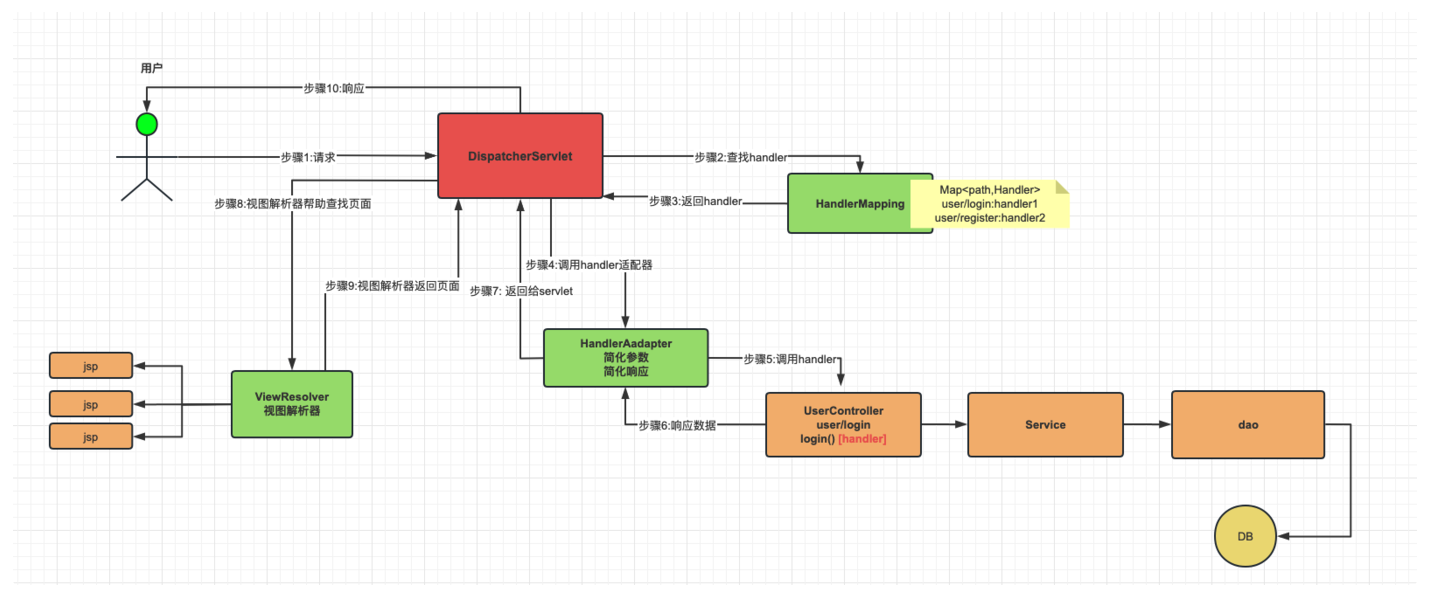 用户
步骤10:响应
DispatcherServlet
步骤1:请求
步骤2:查找handler
Map<path,Handler>
user/login:handler1
user/register:handler2
HandlerMapping
步骤3:返回handler
步骤8:视图解析器帮助查找页面
步骤4:调用handler适配器
步骤9:视图解析器返回页面
步骤7: 返回给servlet
HandlerAadapter
简化参数
简化响应
步骤5:调用handler
jsp
jsp
jsp
ViewResolver
视图解析器
步骤6:响应数据
UserController
user/login
login() [handler]
Service
dao
DB